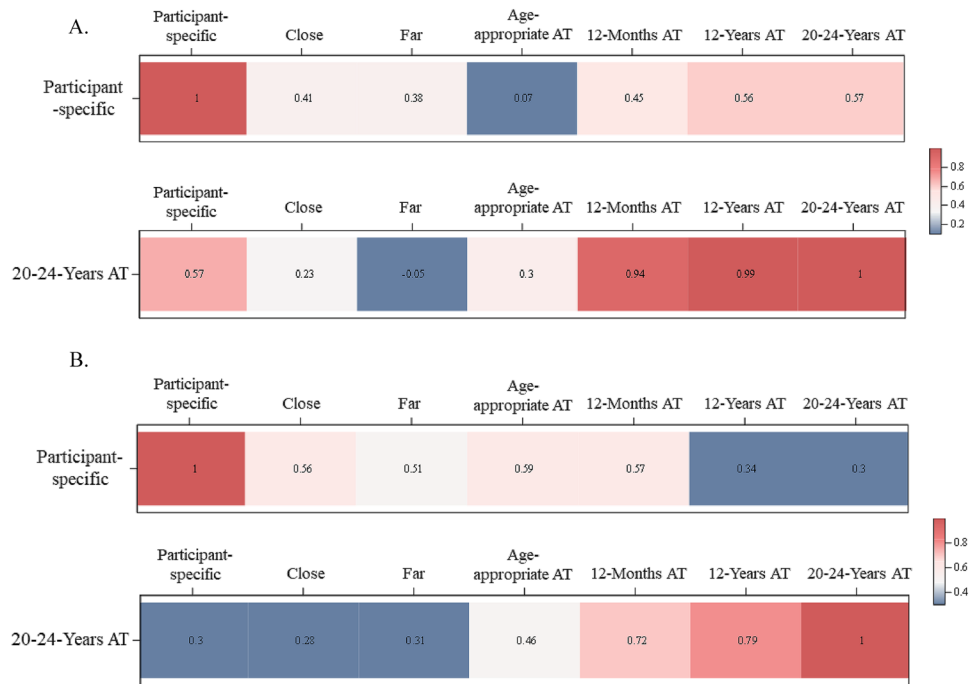 A.
Participant-
specific
Close
Far
Age-
appropriate AT
12-Months AT
12-Years AT
20-24-Years AT
Participant
-specific
1
0.41
0.38
0.07
0.45
0.56
0.57
0.8
0.6
0.4
0.2
Participant-
specific
Close
Far
Age-
appropriate AT
12-Months AT
12-Years AT
20-24-Years AT
20-24-Years AT
0.57
0.23
-0.05
0.3
0.94
0.99
1
B.
Participant-
specific
Close
Far
Age-
appropriate AT
12-Months AT
12-Years AT
20-24-Years AT
Participant-
specific
1
0.56
0.51
0.59
0.57
0.34
0.3
0.8
0.6
0.4
Participant-
specific
Close
Far
Age-
appropriate AT
12-Months AT
12-Years AT
20-24-Years AT
20-24-Years AT
0.3
0.28
0.31
0.46
0.72
0.79
1